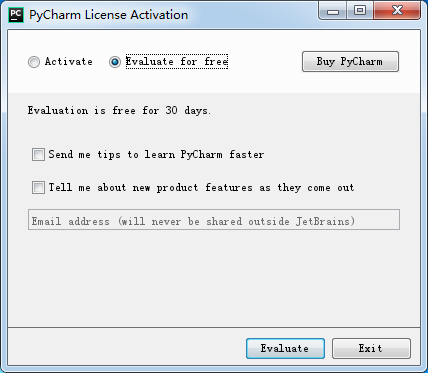 PC
PyCharm License Activation
Activate
Evaluate for free
Buy PyCharm
Evaluation is free for 30 days.
Send me tips to learn PyCharm faster
Tell me about new product features as they come out
Email address (will never be shared outside JetBrains)
Evaluate
Exit